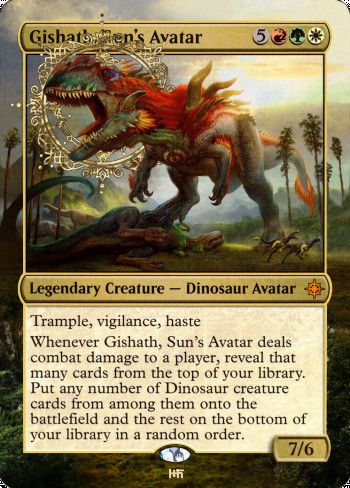 Gishath, Sun's Avatar 5
Legendary Creature — Dinosaur Avatar
Trample, vigilance, haste
Whenever Gishath, Sun's Avatar deals
combat damage to a player, reveal that
many cards from the top of your library.
Put any number of Dinosaur creature
cards from among them onto the
battlefield and the rest on the bottom of
your library in a random order.
7/6